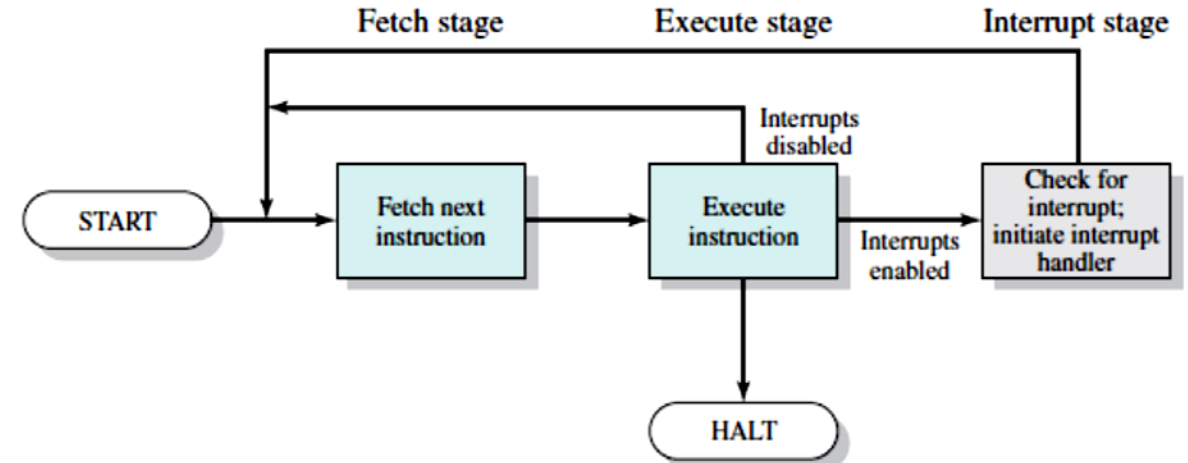 Fetch stage
Execute stage
Interrupt stage
Interrupts
disabled
START
Fetch next
instruction
Execute
instruction
Interrupts
enabled
Check for
interrupt;
initiate interrupt
handler
HALT